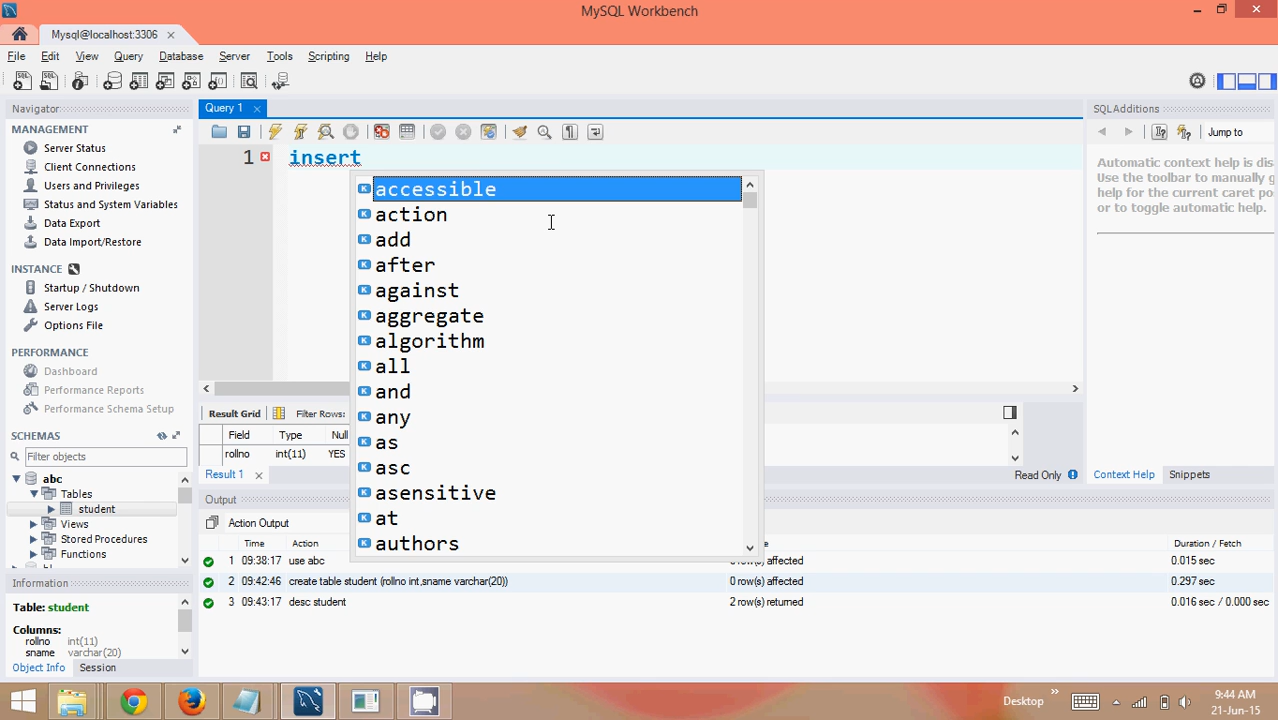 MySQL Workbench
Mysql@localhost:3306
File Edit View Query Database Server Tools Scripting Help
Navigator
MANAGEMENT
Server Status
Client Connections
Users and Privileges
Status and System Variables
Data Export
Data Import/Restore
INSTANCE
Startup / Shutdown
Server Logs
Options File
PERFORMANCE
Dashboard
Performance Reports
Performance Schema Setup
SCHEMAS
Filter objects
abc
Tables
student
Views
Stored Procedures
Functions
Information
Table: student
Columns:
rollno int(11)
sname varchar(20)
Object Info Session
Query 1
1 insert
accessible
action
add
after
against
aggregate
algorithm
all
and
any
as
asc
asensitive
at
authors
Result Grid Filter Rows:
Field Type Null
rollno int(11) YES
Result 1
Read Only
Output
Action Output
Time Action Duration / Fetch
1 09:38:17 use abc 0 row(s) affected 0.015 sec
2 09:42:46 create table student (rollno int,sname varchar(20)) 0 row(s) affected 0.297 sec
3 09:43:17 desc student 2 row(s) returned 0.016 sec / 0.000 sec
SQLAdditions
Jump to
Automatic context help is dis
Use the toolbar to manually g
help for the current caret po
or to toggle automatic help.
Context Help Snippets
Desktop
9:44 AM
21-Jun-15